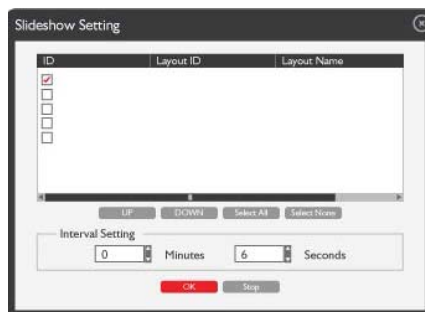 Slideshow Setting
ID Layout ID Layout Name
UP DOWN Select All Select None
Interval Setting
0 Minutes 6 Seconds
OK Stop